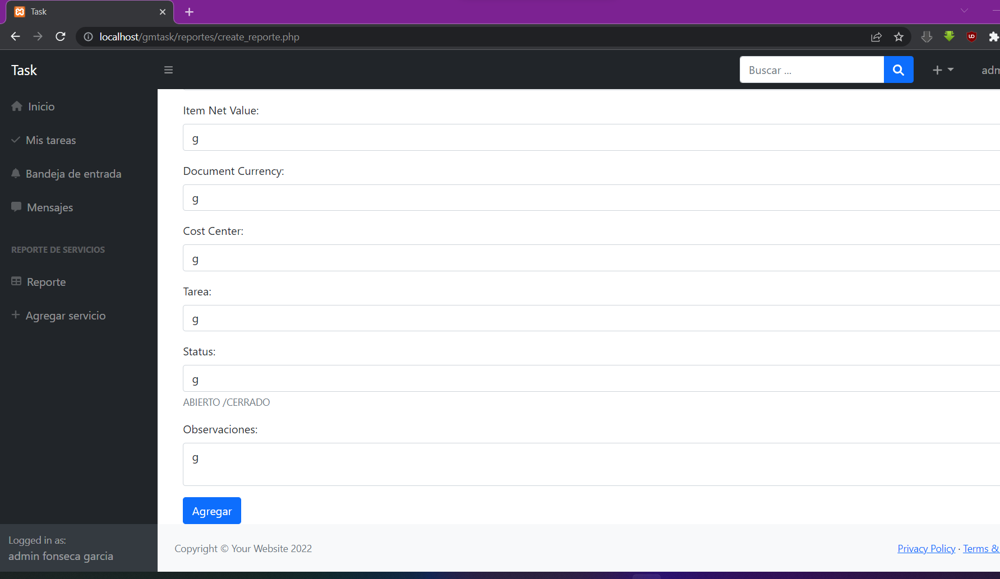 Task
localhost/gmtask/reportes/create_reporte.php
Task
Buscar ...
Inicio
Mis tareas
Bandeja de entrada
Mensajes
REPORTE DE SERVICIOS
Reporte
Agregar servicio
Logged in as:
admin fonseca garcia
Item Net Value:
g
Document Currency:
g
Cost Center:
g
Tarea:
g
Status:
g
ABIERTO /CERRADO
Observaciones:
g
Agregar
Copyright © Your Website 2022
Privacy Policy · Terms &